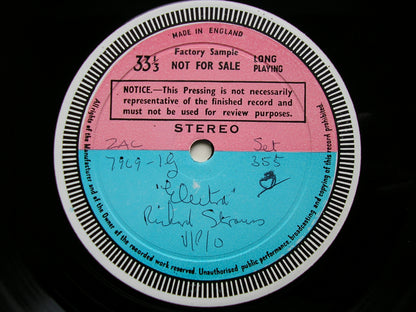 MADE IN ENGLAND
Factory Sample
33⅓ NOT FOR SALE LONG PLAYING
NOTICE.—This Pressing is not necessarily
representative of the finished record and
must not be used for review purposes.
STEREO
ZAL Set
7909-1G 355
"Electra"
Richard Strauss
V/P/O
All rights of the Manufacturer and of the Owner of the recorded work reserved. Unauthorised public performance, broadcasting and copying of this record prohibited.